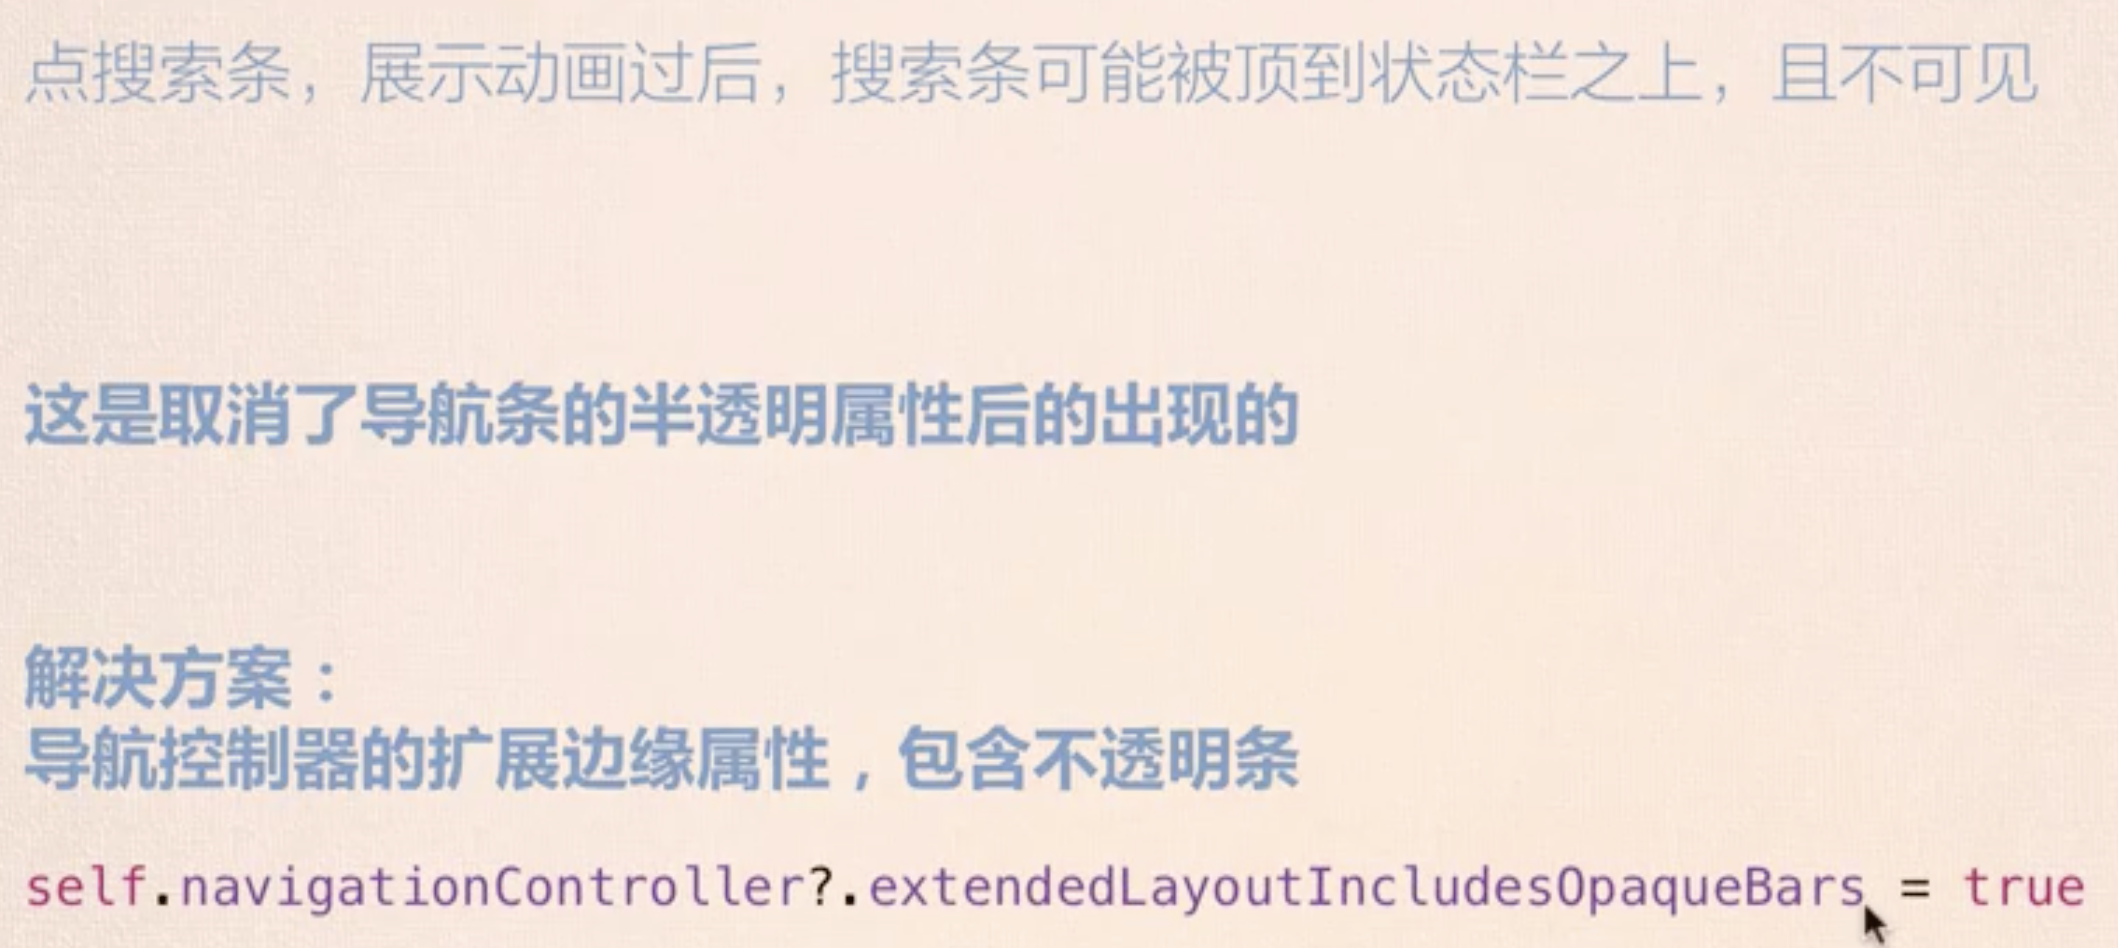 点搜索条，展示动画过后，搜索条可能被顶到状态栏之上，且不可见
这是取消了导航条的半透明属性后的出现的
解决方案：
导航控制器的扩展边缘属性，包含不透明条
self.navigationController?.extendedLayoutIncludesOpaqueBars = true